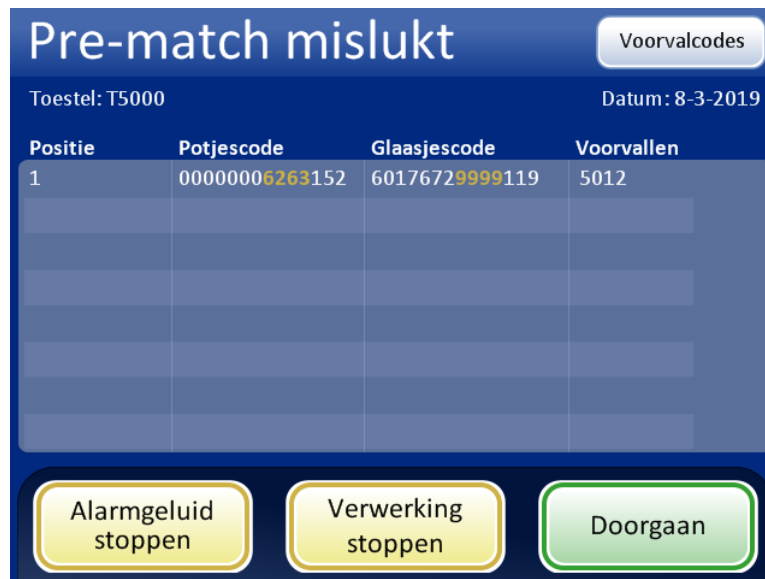 Pre-match mislukt
Voorvalcodes
Toestel: T5000
Datum: 8-3-2019
Positie Potjescode Glaasjescode Voorvallen
1 00000006263152 60176729999119 5012
Alarmgeluid
stoppen
Verwerking
stoppen
Doorgaan